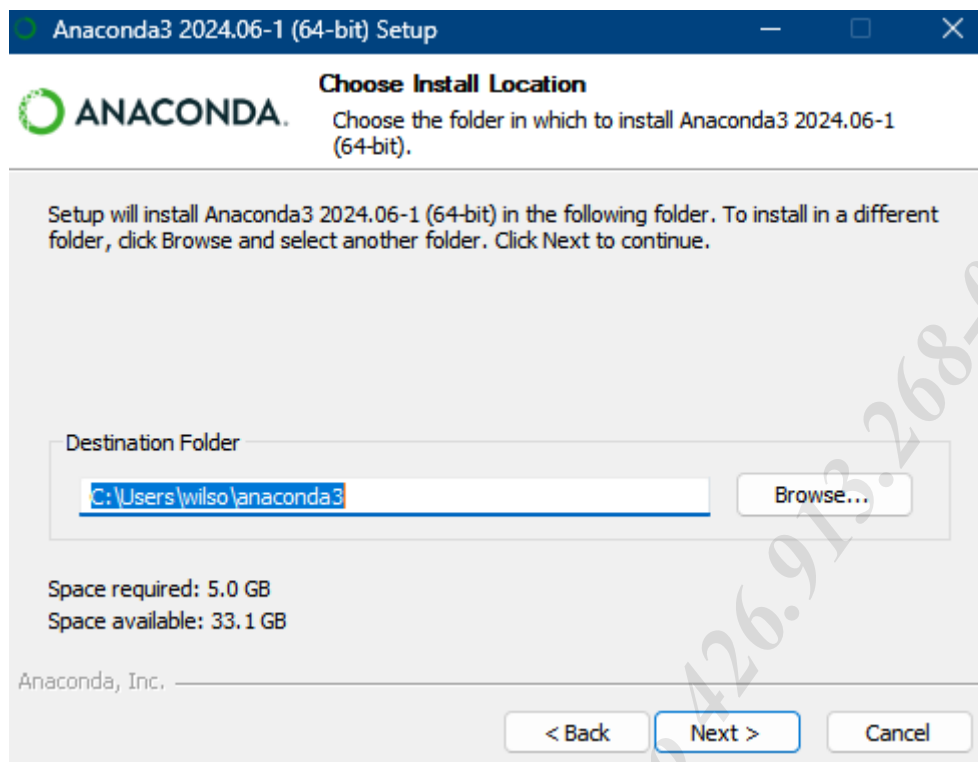 Anaconda3 2024.06-1 (64-bit) Setup
ANACONDA.
Choose Install Location
Choose the folder in which to install Anaconda3 2024.06-1
(64-bit).
Setup will install Anaconda3 2024.06-1 (64-bit) in the following folder. To install in a different
folder, click Browse and select another folder. Click Next to continue.
Destination Folder
C:\Users\wilso\anaconda3
Browse...
Space required: 5.0 GB
Space available: 33.1 GB
Anaconda, Inc.
< Back
Next >
Cancel
426.913.268-